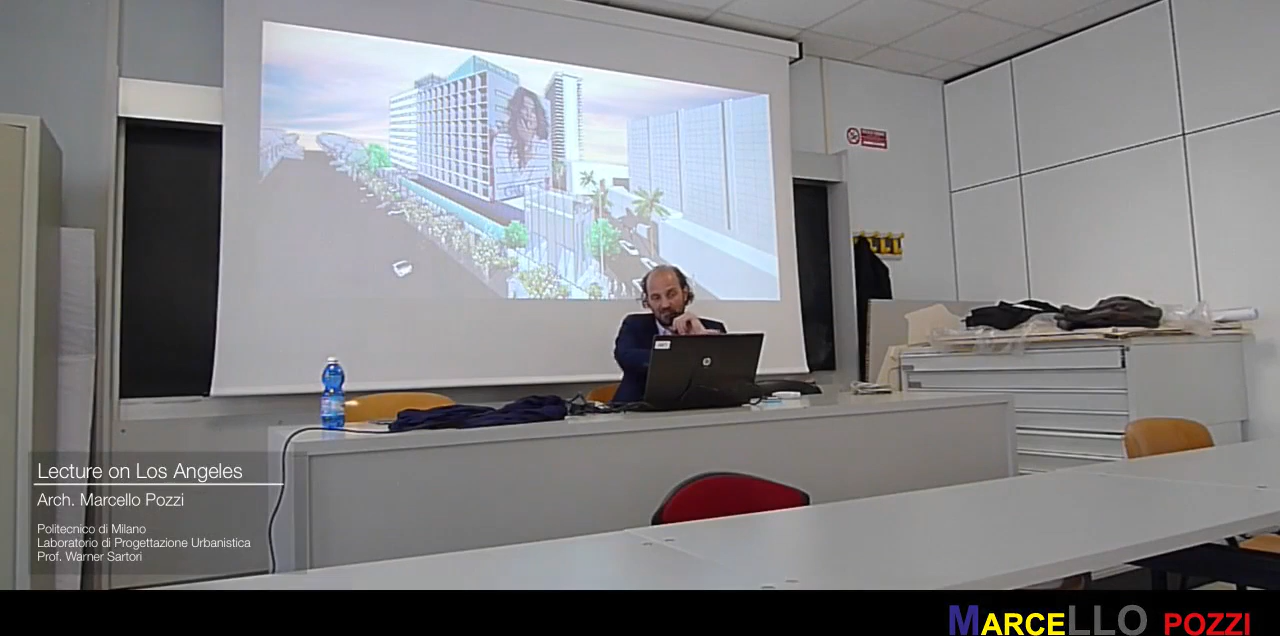 Lecture on Los Angeles
Arch. Marcello Pozzi
Politecnico di Milano
Laboratorio di Progettazione Urbanistica
Prof. Warner Sartori
MARCELLO POZZI